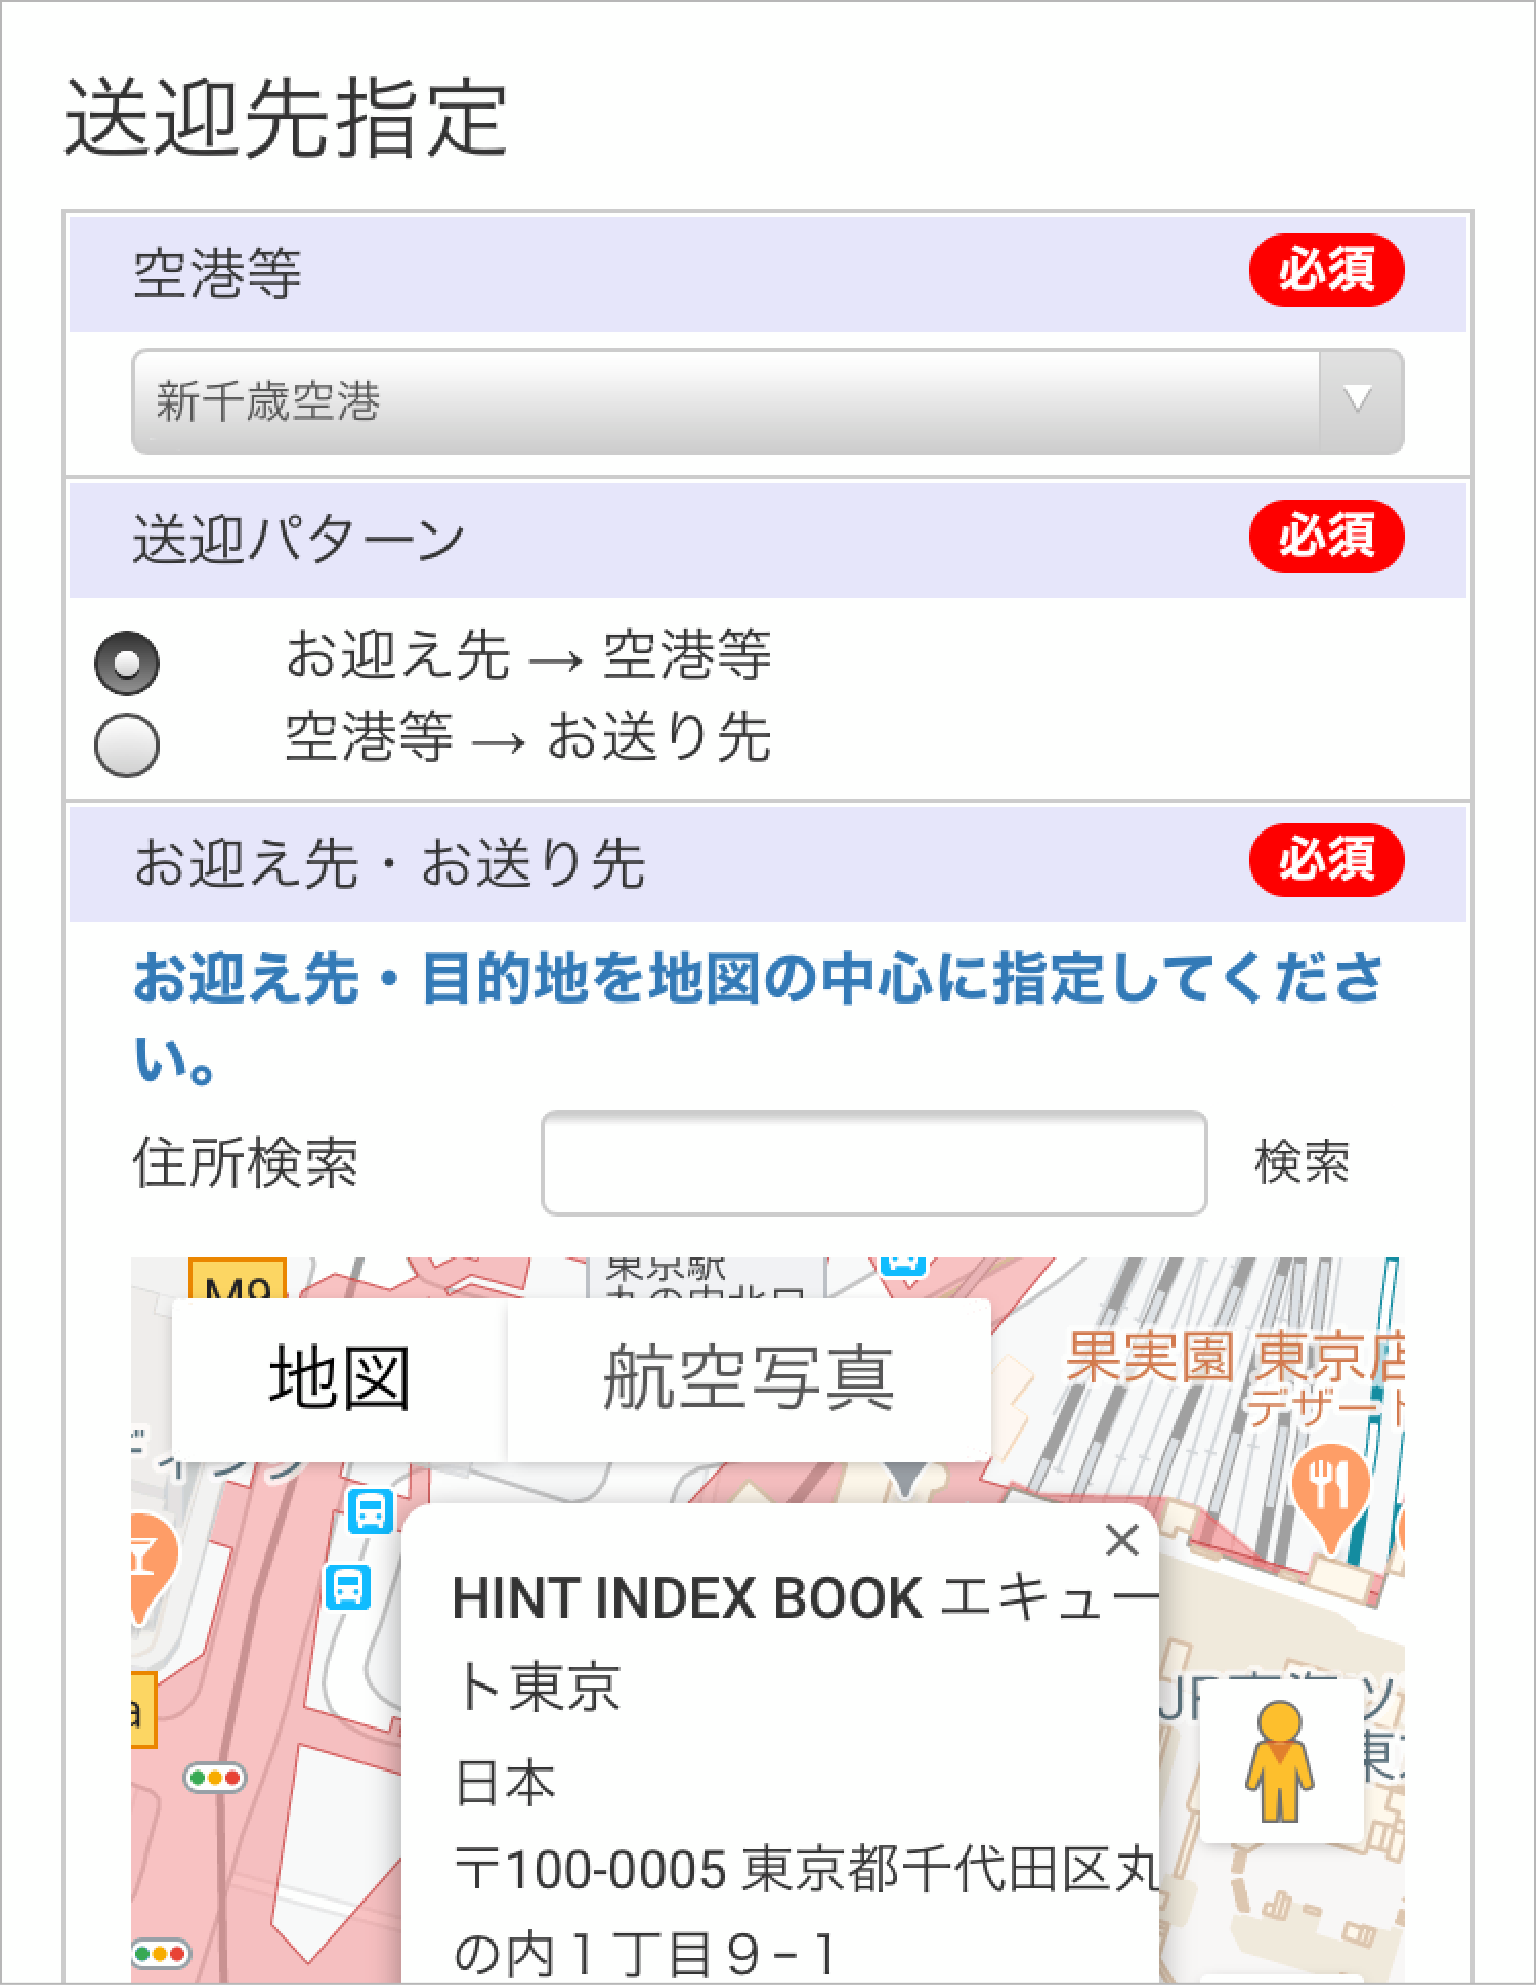 送迎先指定
空港等 必須
新千歳空港
送迎パターン 必須
お迎え先 → 空港等
空港等 → お送り先
お迎え先・お送り先 必須
お迎え先・目的地を地図の中心に指定してくださ
い。
住所検索 検索
M9
東京駅
丸の内北口
地図 航空写真
果実園 東京店
デザート
HINT INDEX BOOK エキュー
ト東京
日本
〒100-0005 東京都千代田区丸
の内１丁目９−１